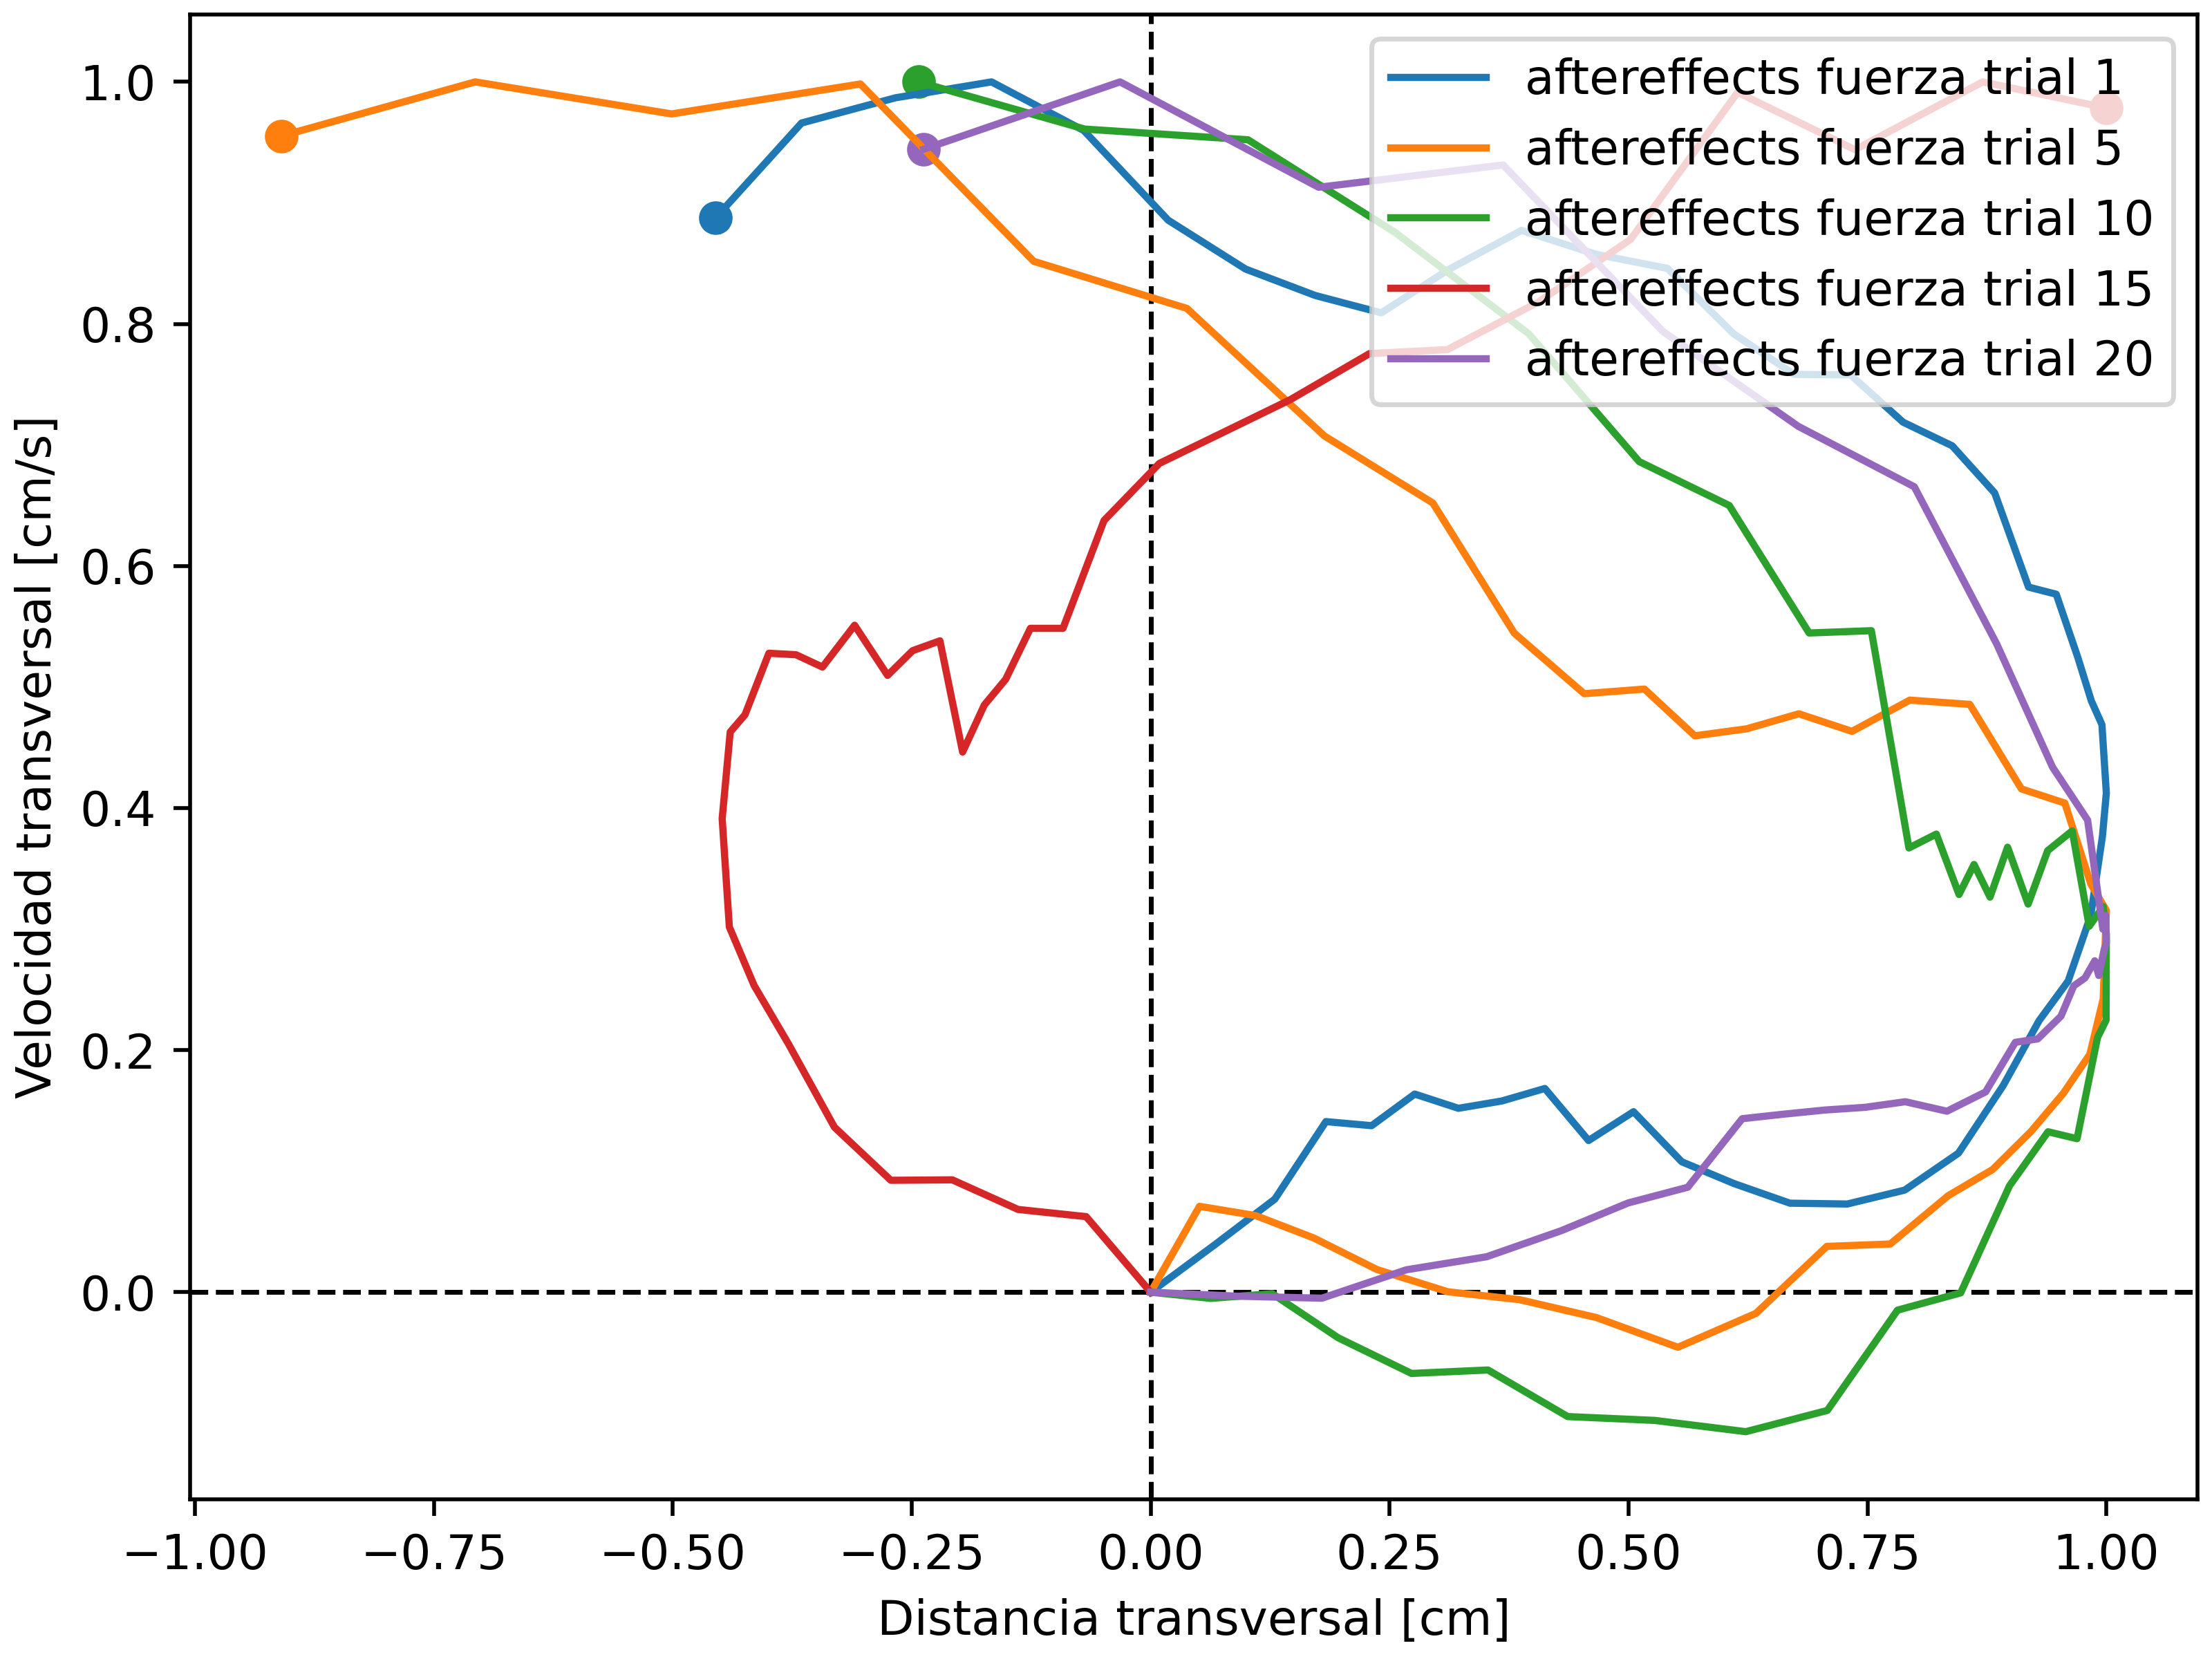 aftereffects fuerza trial 1
aftereffects fuerza trial 5
aftereffects fuerza trial 10
aftereffects fuerza trial 15
aftereffects fuerza trial 20
1.0
0.8
0.6
0.4
0.2
0.0
Velocidad transversal [cm/s]
−1.00 −0.75 −0.50 −0.25 0.00 0.25 0.50 0.75 1.00
Distancia transversal [cm]